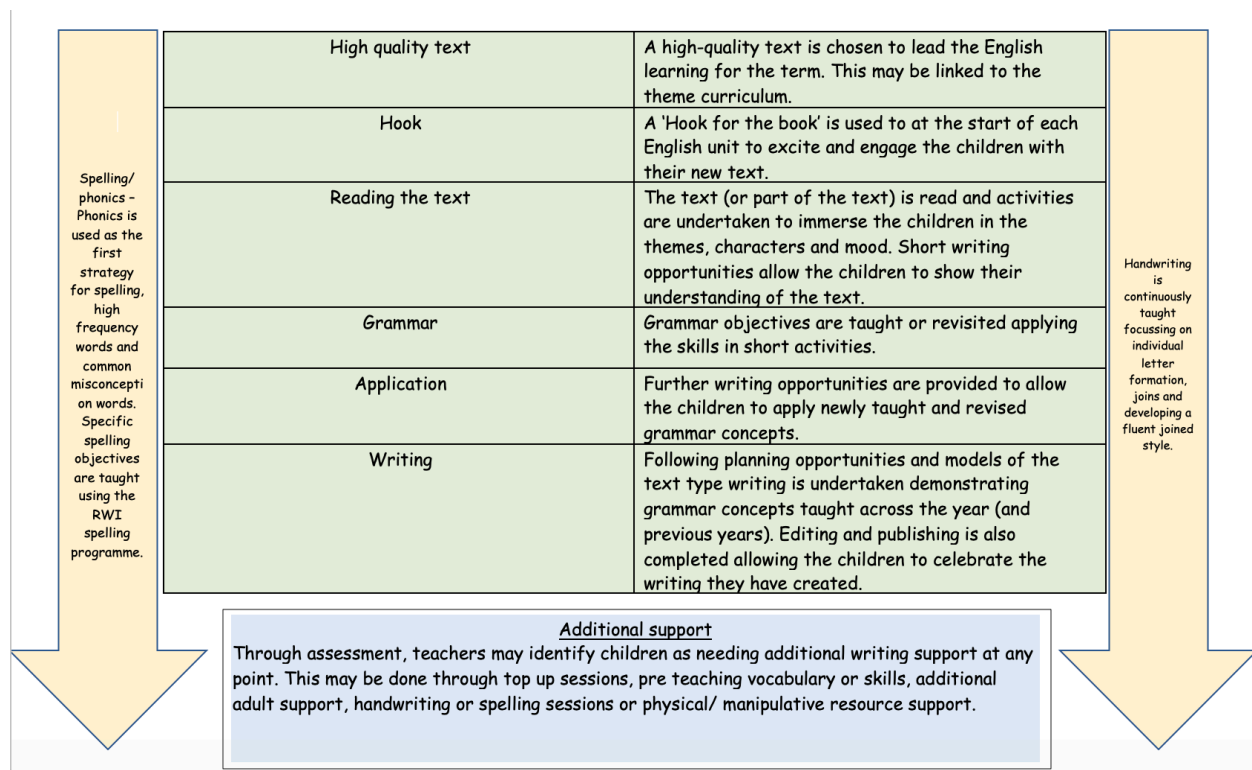 Spelling/
phonics –
Phonics is
used as the
first
strategy
for spelling,
high
frequency
words and
common
misconcepti
on words.
Specific
spelling
objectives
are taught
using the
RWI
spelling
programme.
High quality text
A high-quality text is chosen to lead the English
learning for the term. This may be linked to the
theme curriculum.
Hook
A ‘Hook for the book’ is used to at the start of each
English unit to excite and engage the children with
their new text.
Reading the text
The text (or part of the text) is read and activities
are undertaken to immerse the children in the
themes, characters and mood. Short writing
opportunities allow the children to show their
understanding of the text.
Grammar
Grammar objectives are taught or revisited applying
the skills in short activities.
Application
Further writing opportunities are provided to allow
the children to apply newly taught and revised
grammar concepts.
Writing
Following planning opportunities and models of the
text type writing is undertaken demonstrating
grammar concepts taught across the year (and
previous years). Editing and publishing is also
completed allowing the children to celebrate the
writing they have created.
Handwriting
is
continuously
taught
focussing on
individual
letter
formation,
joins and
developing a
fluent joined
style.
Additional support
Through assessment, teachers may identify children as needing additional writing support at any
point. This may be done through top up sessions, pre teaching vocabulary or skills, additional
adult support, handwriting or spelling sessions or physical/ manipulative resource support.